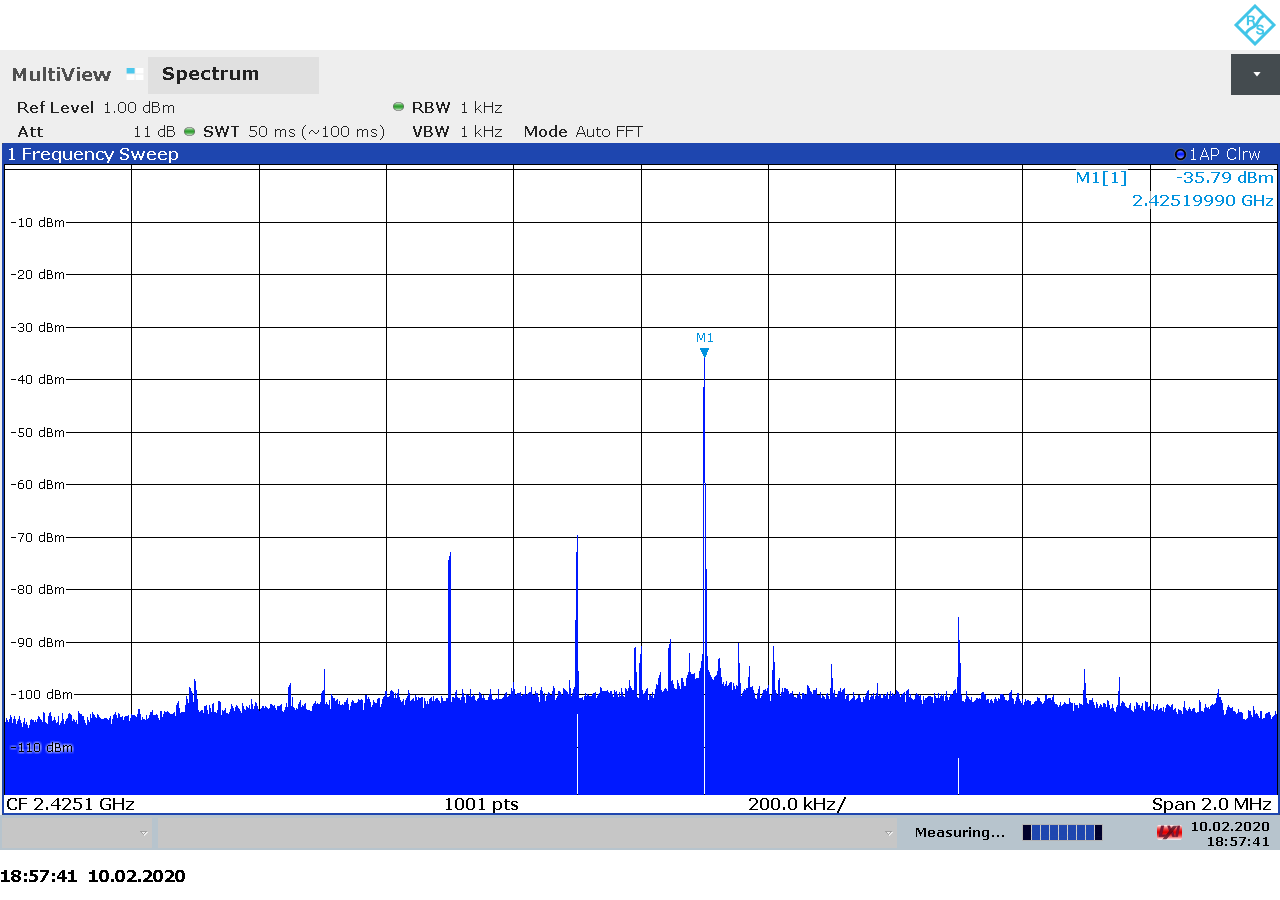 R S
MultiView Spectrum
Ref Level 1.00 dBm RBW 1 kHz
Att 11 dB SWT 50 ms (~100 ms) VBW 1 kHz Mode Auto FFT
1 Frequency Sweep 1AP Clrw
M1[1] -35.79 dBm
2.42519990 GHz
-10 dBm
-20 dBm
-30 dBm
M1
-40 dBm
-50 dBm
-60 dBm
-70 dBm
-80 dBm
-90 dBm
-100 dBm
-110 dBm
CF 2.4251 GHz 1001 pts 200.0 kHz/ Span 2.0 MHz
Measuring... LXI 10.02.2020
18:57:41
18:57:41 10.02.2020